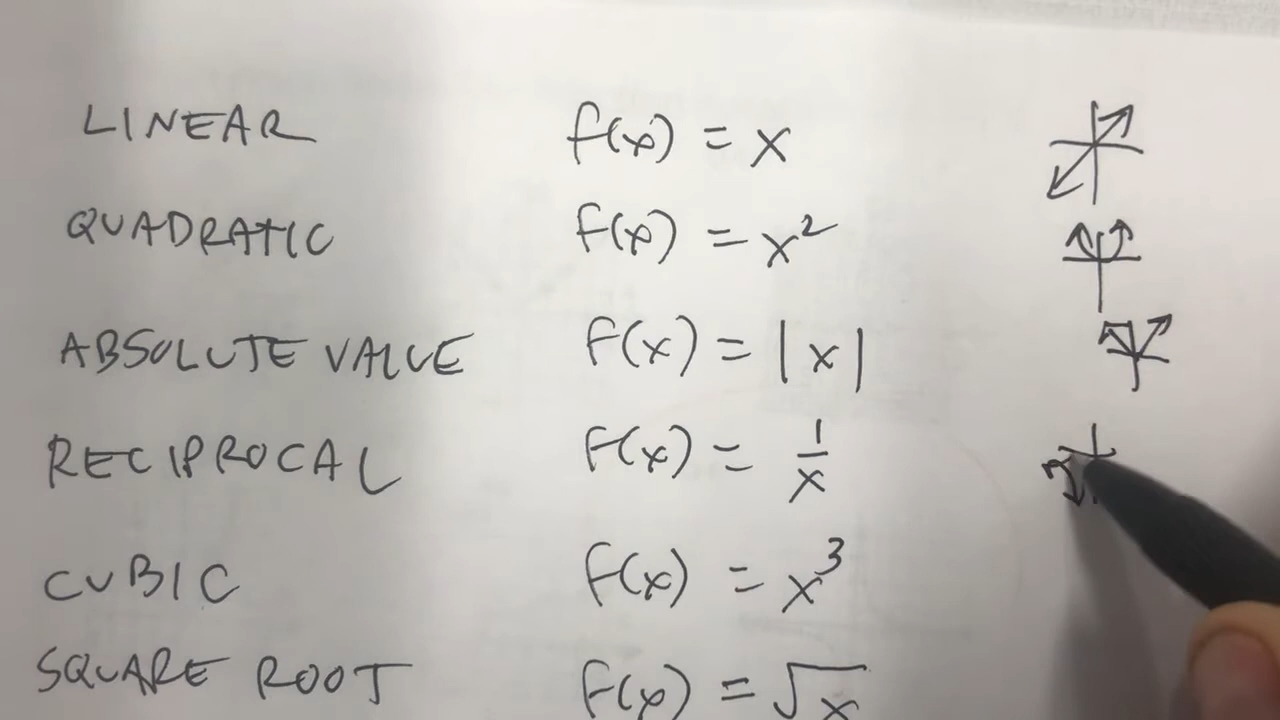 LINEAR f(x) = x
QUADRATIC f(x) = x²
ABSOLUTE VALUE f(x) = |x|
RECIPROCAL f(x) = 1/x
CUBIC f(x) = x³
SQUARE ROOT f(x) = √x